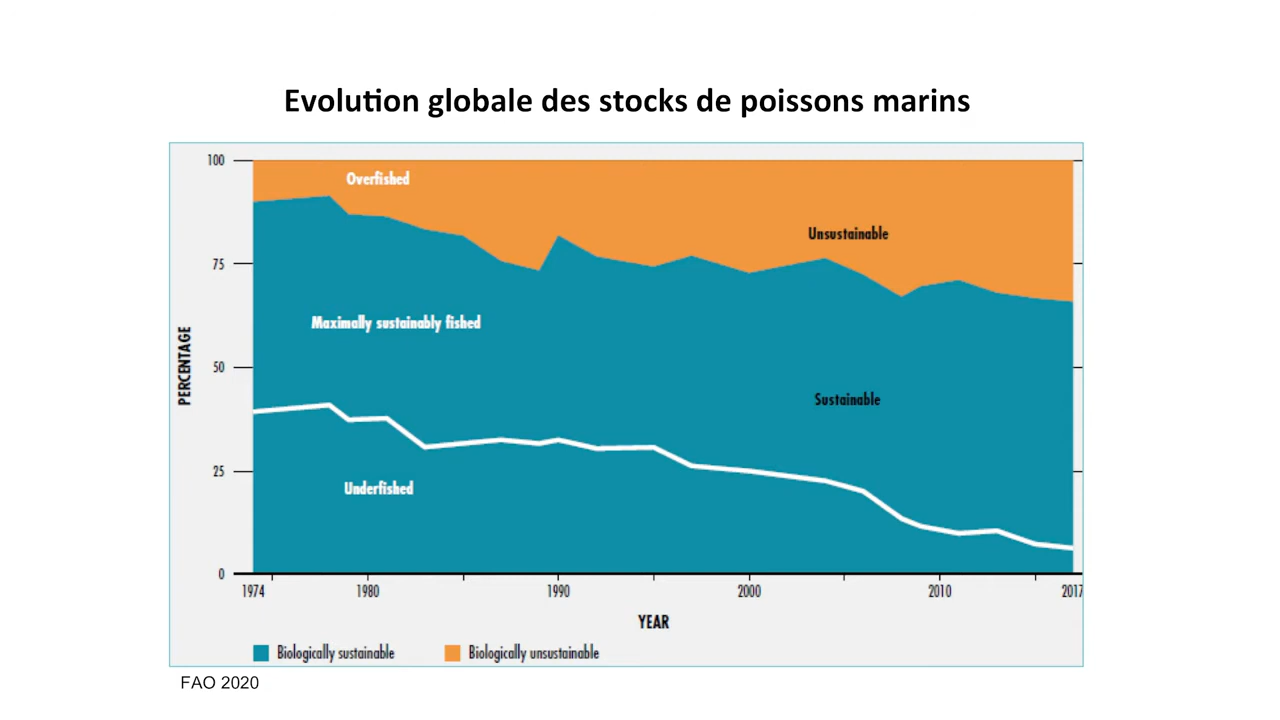 Evolution globale des stocks de poissons marins
100
Overfished
Unsustainable
75
Maximally sustainably fished
PERCENTAGE
50
Sustainable
25
Underfished
0
1974 1980 1990 2000 2010 2017
YEAR
Biologically sustainable Biologically unsustainable
FAO 2020